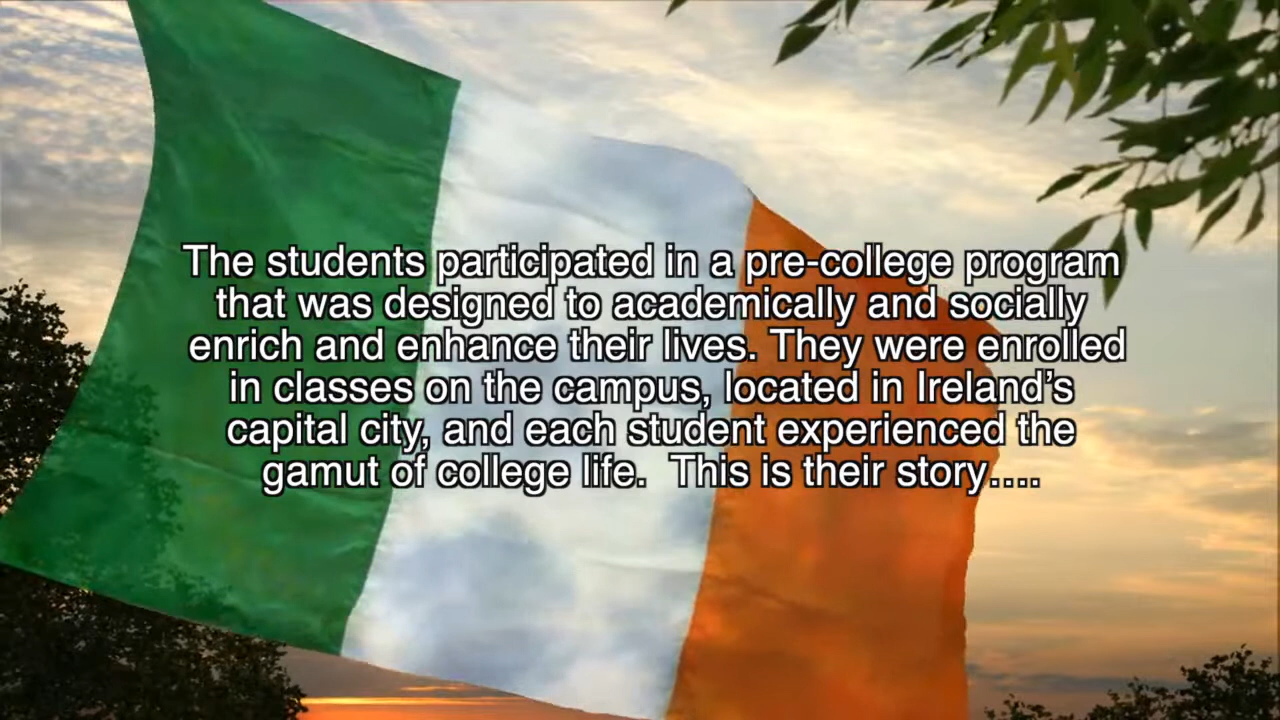 The students participated in a pre-college program
that was designed to academically and socially
enrich and enhance their lives. They were enrolled
in classes on the campus, located in Ireland’s
capital city, and each student experienced the
gamut of college life.  This is their story….